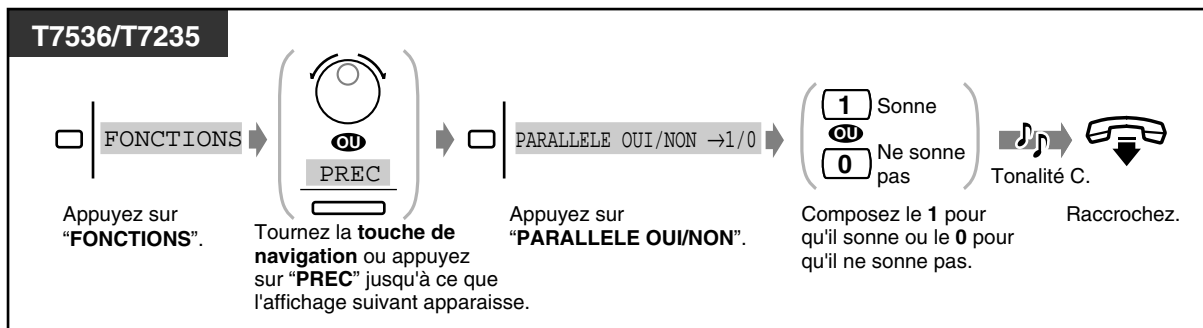 T7536/T7235
FONCTIONS
Appuyez sur
“FONCTIONS”.
OU
PREC
Tournez la touche de
navigation ou appuyez
sur “PREC” jusqu'à ce que
l'affichage suivant apparaisse.
PARALLELE OUI/NON →1/0
Appuyez sur
“PARALLELE OUI/NON”.
1 Sonne
OU
0 Ne sonne
pas
Composez le 1 pour
qu'il sonne ou le 0 pour
qu'il ne sonne pas.
Tonalité C.
Raccrochez.